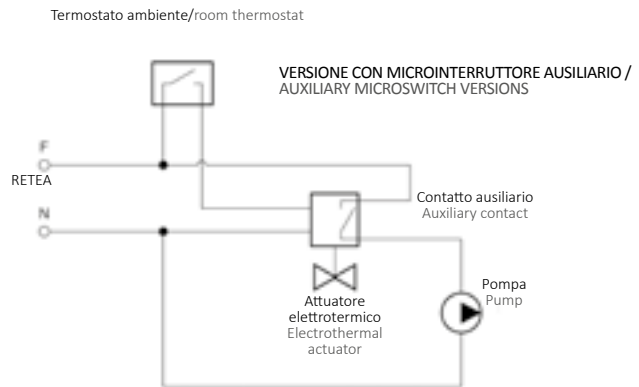 Termostato ambiente/room thermostat
VERSIONE CON MICROINTERRUTTORE AUSILIARIO /
AUXILIARY MICROSWITCH VERSIONS
F
RETEA
N
Contatto ausiliario
Auxiliary contact
Pompa
Pump
Attuatore
elettrotermico
Electrothermal
actuator